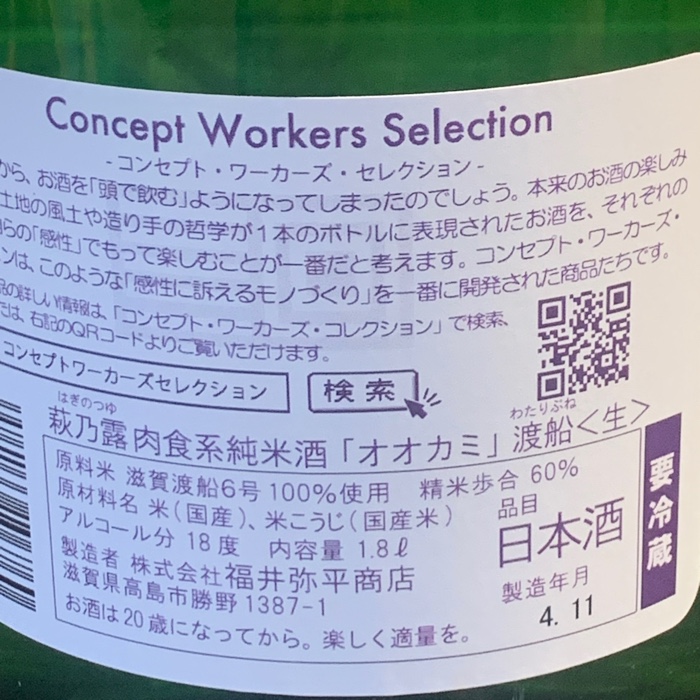 Concept Workers Selection
- コンセプト・ワーカーズ・セレクション -
から、お酒を「頭で飲む」ようになってしまったのでしょう。本来のお酒の楽しみ
土地の風土や造り手の哲学が1本のボトルに表現されたお酒を、それぞれの
らの「感性」でもって楽しむことが一番だと考えます。コンセプト・ワーカーズ・
ンは、このような「感性に訴えるモノづくり」を一番に開発された商品たちです。
品の詳しい情報は、「コンセプト・ワーカーズ・コレクション」で検索、
たは、右記のQRコードよりご覧いただけます。
コンセプトワーカーズセレクション 検索
はぎのつゆ わたりぶね
萩乃露 肉食系純米酒「オオカミ」渡船<生>
原料米 滋賀渡船6号100%使用 精米歩合 60%
原材料名 米(国産)、米こうじ(国産米)
アルコール分 18度 内容量 1.8ℓ
製造者 株式会社福井弥平商店
滋賀県高島市勝野1387-1
お酒は20歳になってから。楽しく適量を。
品目
日本酒
製造年月
4. 11
要冷蔵